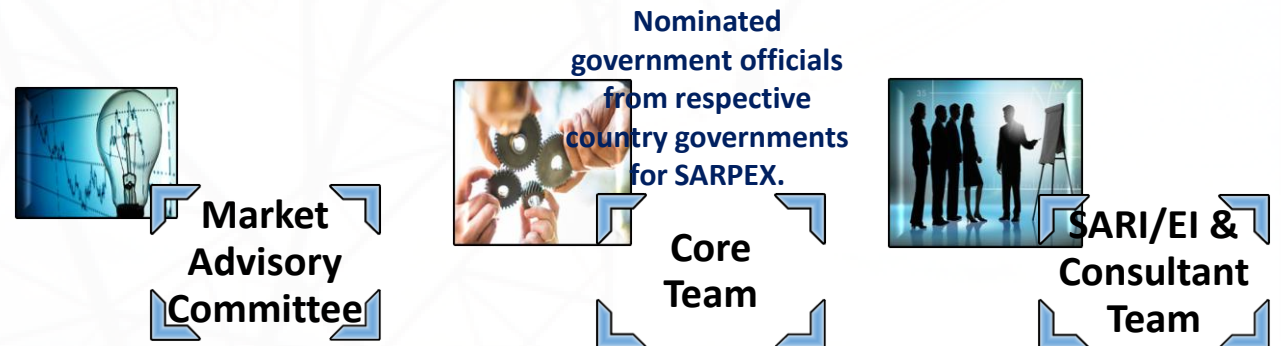 Nominated
government officials
from respective
country governments
for SARPEX.
Market
Advisory
Committee
Core
Team
SARI/EI &
Consultant
Team